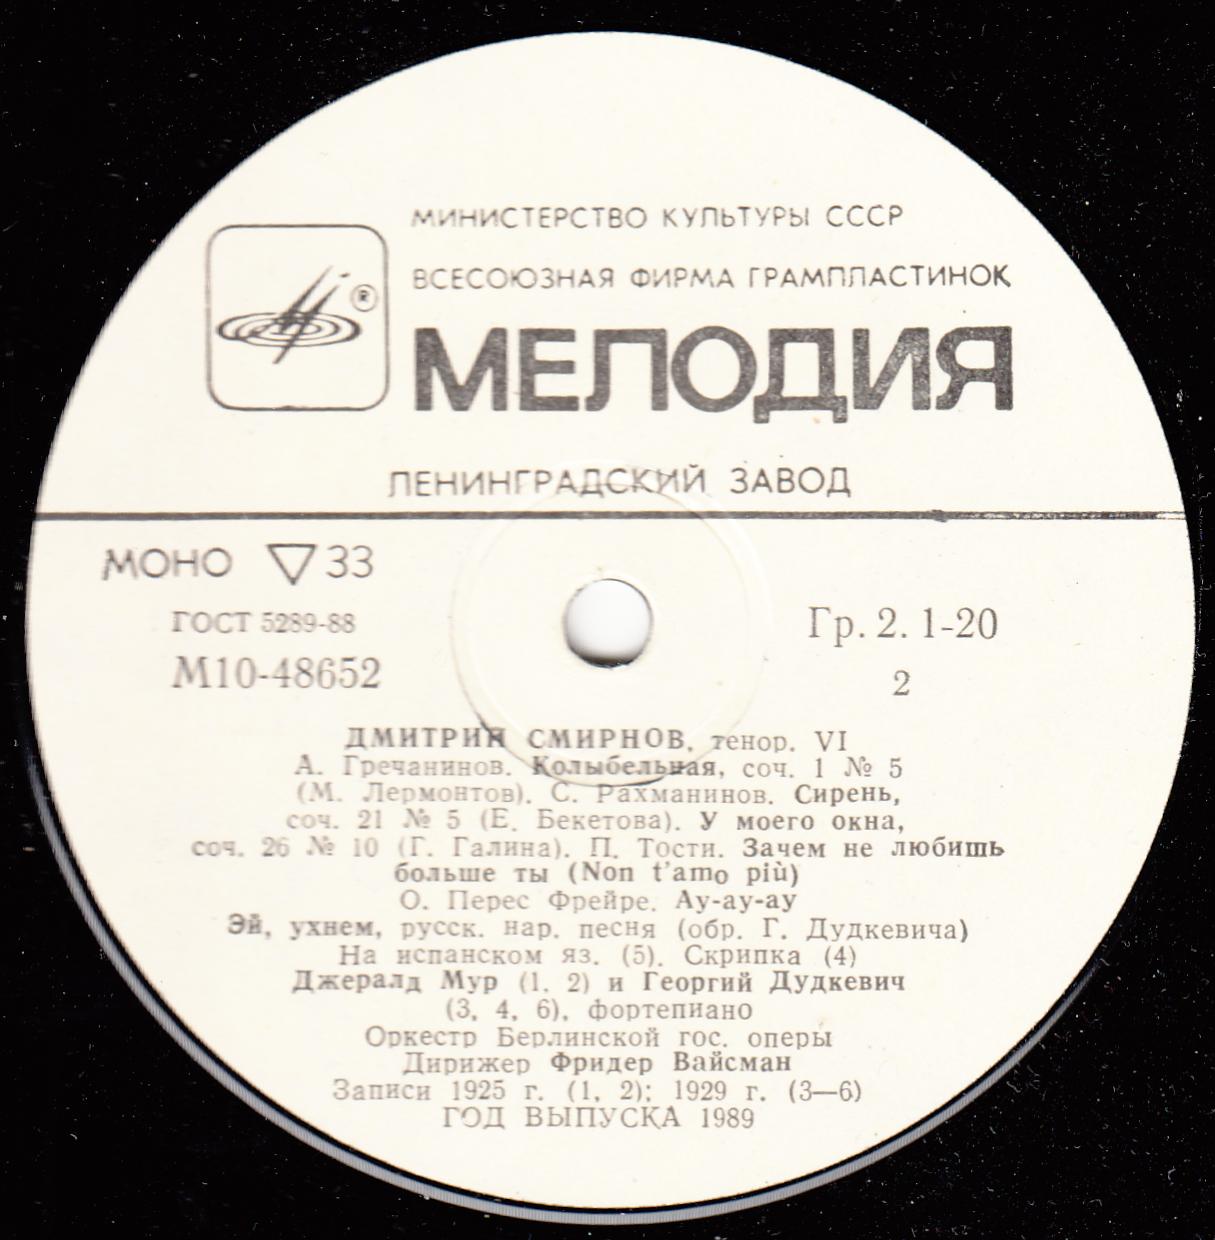 МИНИСТЕРСТВО КУЛЬТУРЫ СССР
ВСЕСОЮЗНАЯ ФИРМА ГРАМПЛАСТИНОК
®
МЕЛОДИЯ
ЛЕНИНГРАДСКИЙ ЗАВОД
МОНО ▽ 33
ГОСТ 5289-88
М10-48652
Гр. 2. 1-20
2
ДМИТРИЙ СМИРНОВ, тенор. VI
А. Гречанинов. Колыбельная, соч. 1 № 5
(М. Лермонтов). С. Рахманинов. Сирень,
соч. 21 № 5 (Е. Бекетова). У моего окна,
соч. 26 № 10 (Г. Галина). П. Тости. Зачем не любишь
больше ты (Non t'amo più)
О. Перес Фрейре. Ау-ау-ау
Эй, ухнем, русск. нар. песня (обр. Г. Дудкевича)
На испанском яз. (5). Скрипка (4)
Джералд Мур (1, 2) и Георгий Дудкевич
(3, 4, 6), фортепиано
Оркестр Берлинской гос. оперы
Дирижер Фридер Вайсман
Записи 1925 г. (1, 2); 1929 г. (3—6)
ГОД ВЫПУСКА 1989